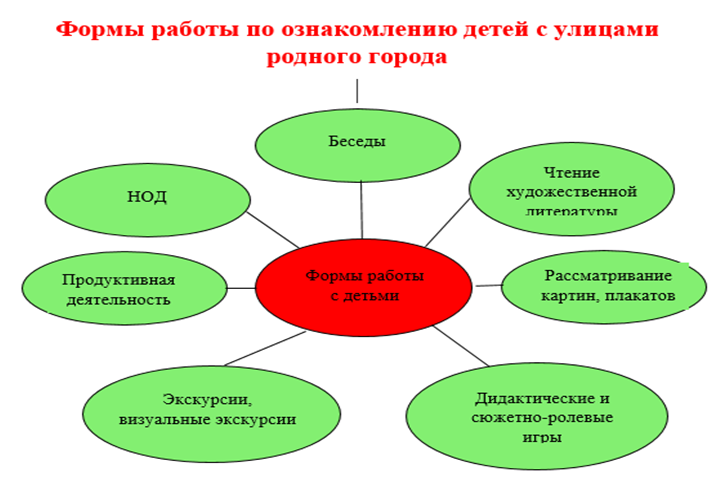 Формы работы по ознакомлению детей с улицами
родного города
Беседы
НОД
Чтение
художественной
литературы
Продуктивная
деятельность
Формы работы
с детьми
Рассматривание
картин, плакатов
Экскурсии,
визуальные экскурсии
Дидактические и
сюжетно-ролевые
игры